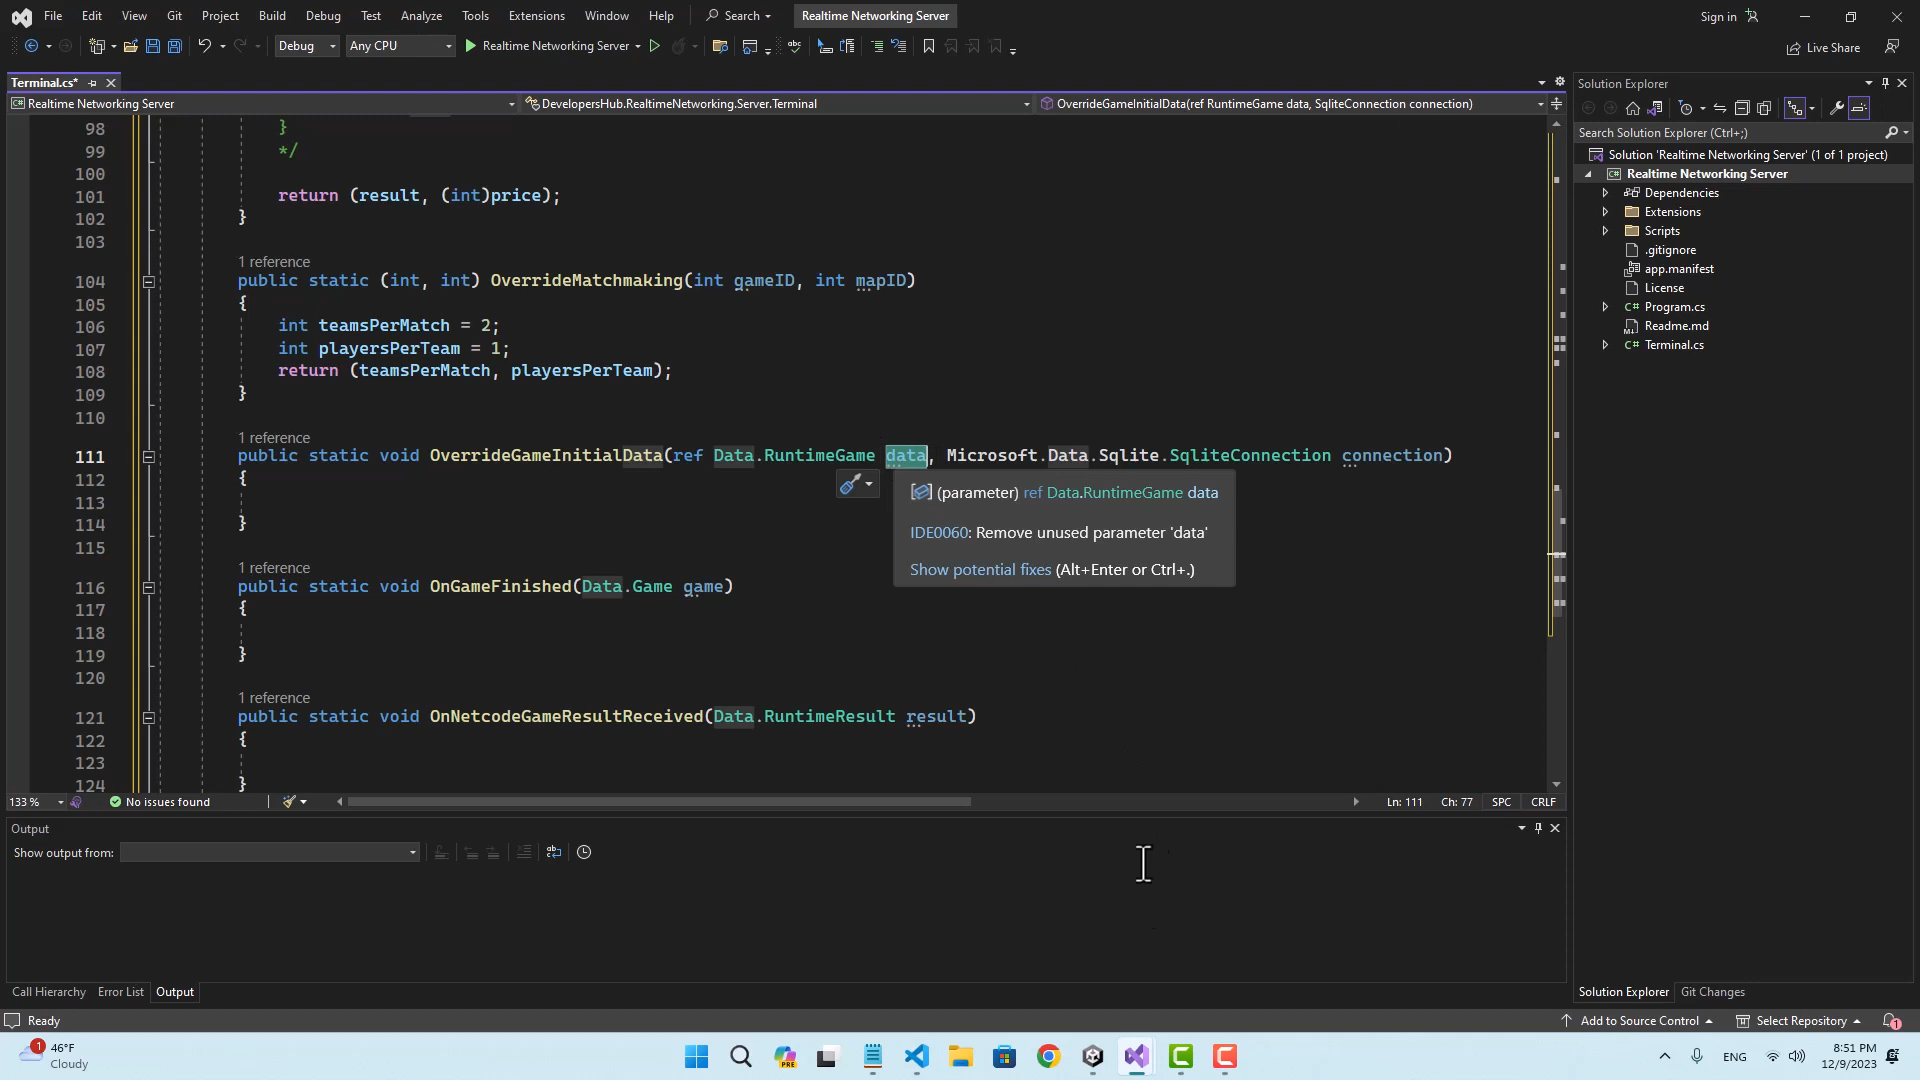 File Edit View Git Project Build Debug Test Analyze Tools Extensions Window Help Search Realtime Networking Server Sign in
Debug Any CPU Realtime Networking Server Live Share
Terminal.cs*
Realtime Networking Server DevelopersHub.RealtimeNetworking.Server.Terminal OverrideGameInitialData(ref RuntimeGame data, SqliteConnection connection)
98 }
99 */
100
101 return (result, (int)price);
102 }
103
1 reference
104 public static (int, int) OverrideMatchmaking(int gameID, int mapID)
105 {
106 int teamsPerMatch = 2;
107 int playersPerTeam = 1;
108 return (teamsPerMatch, playersPerTeam);
109 }
110
1 reference
111 public static void OverrideGameInitialData(ref Data.RuntimeGame data, Microsoft.Data.Sqlite.SqliteConnection connection)
112 {
113
114 }
115
(parameter) ref Data.RuntimeGame data
IDE0060: Remove unused parameter 'data'
Show potential fixes (Alt+Enter or Ctrl+.)
1 reference
116 public static void OnGameFinished(Data.Game game)
117 {
118
119 }
120
1 reference
121 public static void OnNetcodeGameResultReceived(Data.RuntimeResult result)
122 {
123
124 }
133 % No issues found Ln: 111 Ch: 77 SPC CRLF
Output
Show output from:
Call Hierarchy Error List Output
Solution Explorer
Search Solution Explorer (Ctrl+;)
Solution 'Realtime Networking Server' (1 of 1 project)
Realtime Networking Server
Dependencies
Extensions
Scripts
.gitignore
app.manifest
License
C# Program.cs
Readme.md
C# Terminal.cs
Solution Explorer Git Changes
Ready Add to Source Control Select Repository 1
1 46°F
Cloudy
PRE
ENG
8:51 PM
12/9/2023